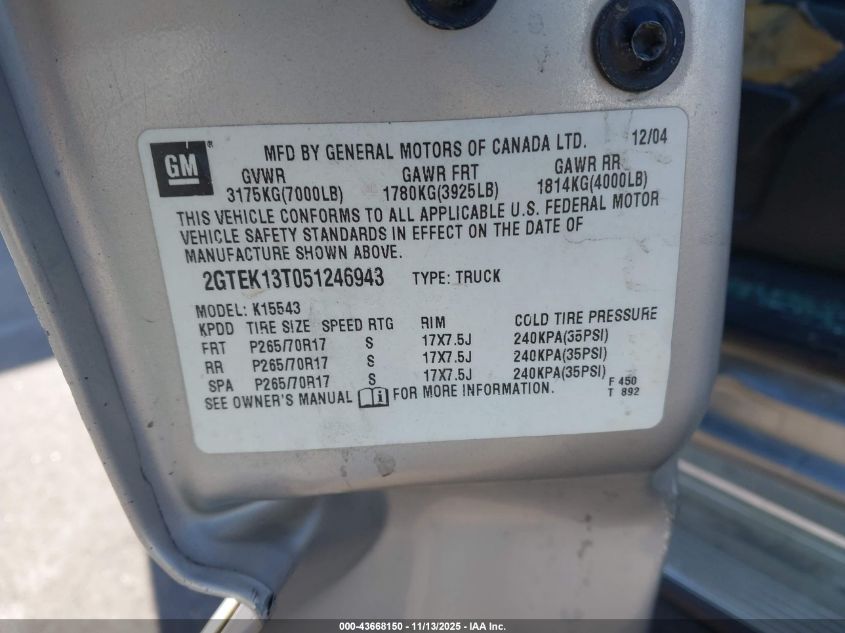 GM ®
MFD BY GENERAL MOTORS OF CANADA LTD. 12/04
GVWR GAWR FRT GAWR RR
3175KG(7000LB) 1780KG(3925LB) 1814KG(4000LB)
THIS VEHICLE CONFORMS TO ALL APPLICABLE U.S. FEDERAL MOTOR
VEHICLE SAFETY STANDARDS IN EFFECT ON THE DATE OF
MANUFACTURE SHOWN ABOVE.
2GTEK13T051246943 TYPE: TRUCK
MODEL: K15543
KPDD TIRE SIZE SPEED RTG RIM COLD TIRE PRESSURE
FRT P265/70R17 S 17X7.5J 240KPA(35PSI)
RR P265/70R17 S 17X7.5J 240KPA(35PSI)
SPA P265/70R17 S 17X7.5J 240KPA(35PSI)
SEE OWNER'S MANUAL i FOR MORE INFORMATION.
F 450
T 892
000-43668150 - 11/13/2025 - IAA Inc.